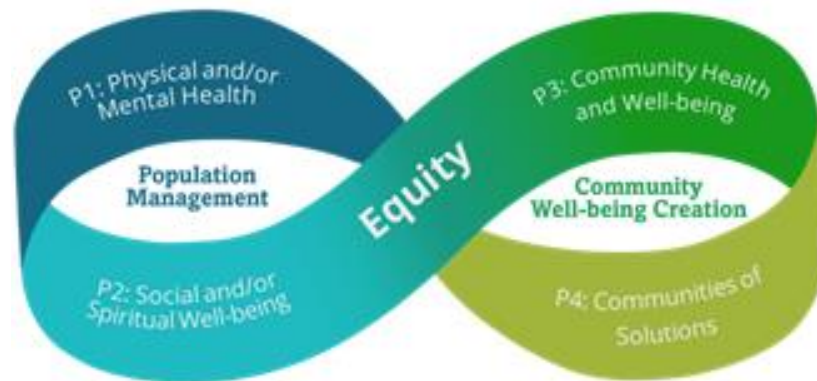 P1: Physical and/or
Mental Health
Population
Management
P2: Social and/or
Spiritual Well-being
Equity
P3: Community Health
and Well-being
Community
Well-being Creation
P4: Communities of
Solutions